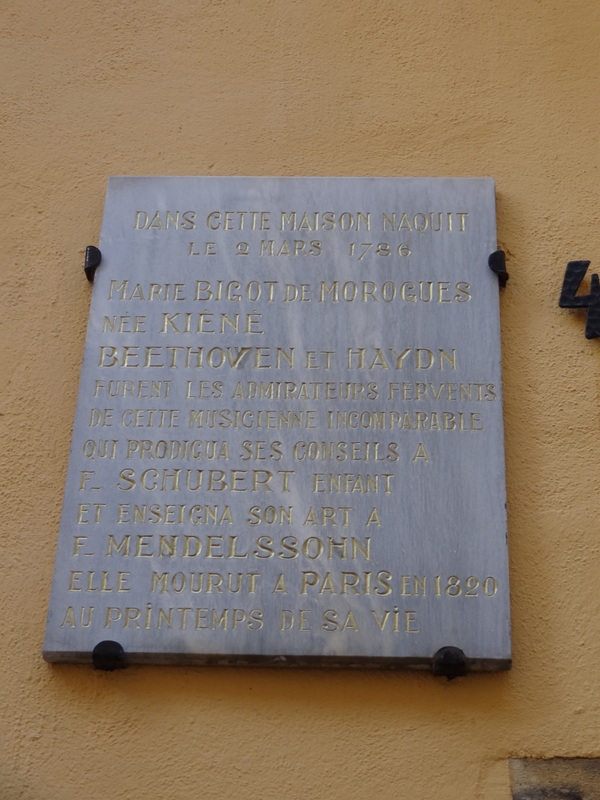 DANS CETTE MAISON NAQUIT
LE 2 MARS 1786
MARIE BIGOT DE MOROGUES
NÉE KIENÉ
BEETHOVEN ET HAYDN
FURENT LES ADMIRATEURS FERVENTS
DE CETTE MUSICIENNE INCOMPARABLE
QUI PRODIGUA SES CONSEILS A
F. SCHUBERT ENFANT
ET ENSEIGNA SON ART A
F. MENDELSSOHN
ELLE MOURUT A PARIS EN 1820
AU PRINTEMPS DE SA VIE
4